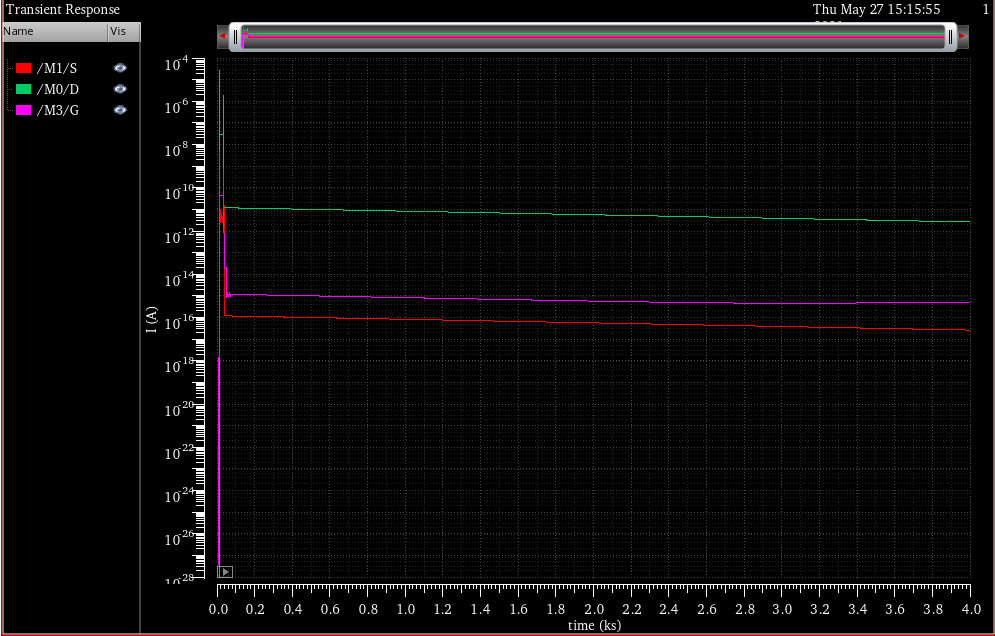 Transient Response
Thu May 27 15:15:55
1
Name
Vis
/M1/S
/M0/D
/M3/G
I (A)
10^-4
10^-6
10^-8
10^-10
10^-12
10^-14
10^-16
10^-18
10^-20
10^-22
10^-24
10^-26
10^-28
0.0 0.2 0.4 0.6 0.8 1.0 1.2 1.4 1.6 1.8 2.0 2.2 2.4 2.6 2.8 3.0 3.2 3.4 3.6 3.8 4.0
time (ks)